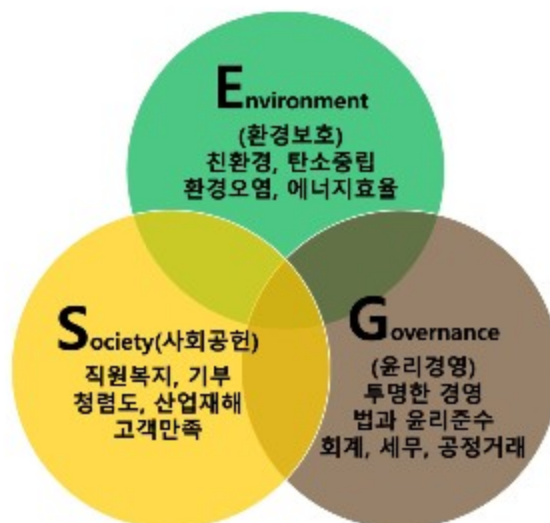 Environment
(환경보호)
친환경, 탄소중립
환경오염, 에너지효율
Society(사회공헌)
직원복지, 기부
청렴도, 산업재해
고객만족
Governance
(윤리경영)
투명한 경영
법과 윤리준수
회계, 세무, 공정거래